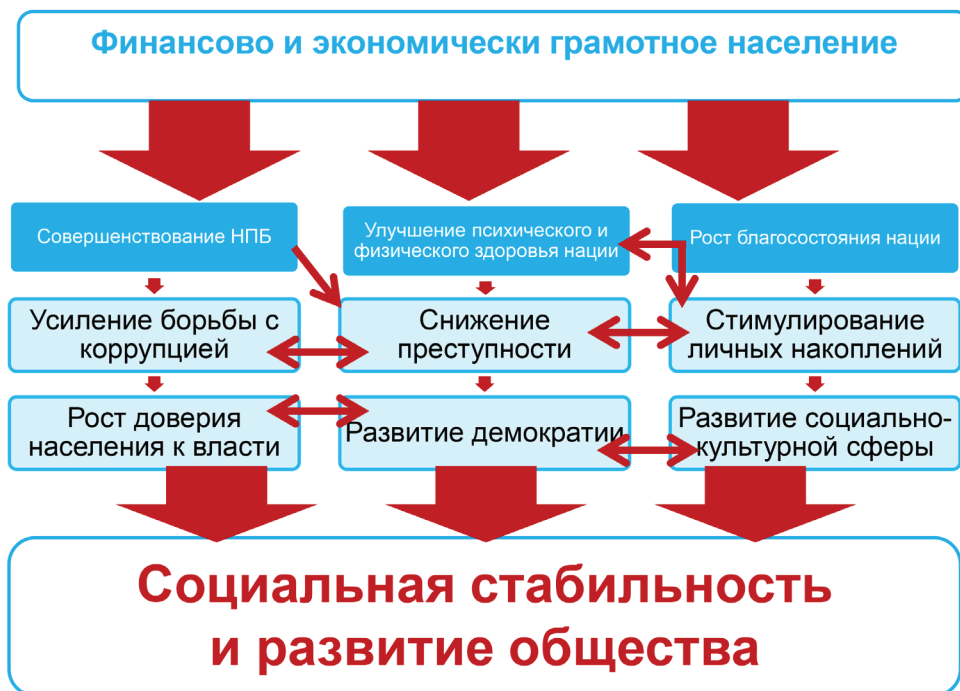 Финансово и экономически грамотное население
Совершенствование НПБ
Улучшение психического и
физического здоровья нации
Рост благосостояния нации
Усиление борьбы с
коррупцией
Снижение
преступности
Стимулирование
личных накоплений
Рост доверия
населения к власти
Развитие демократии
Развитие социально-
культурной сферы
Социальная стабильность
и развитие общества